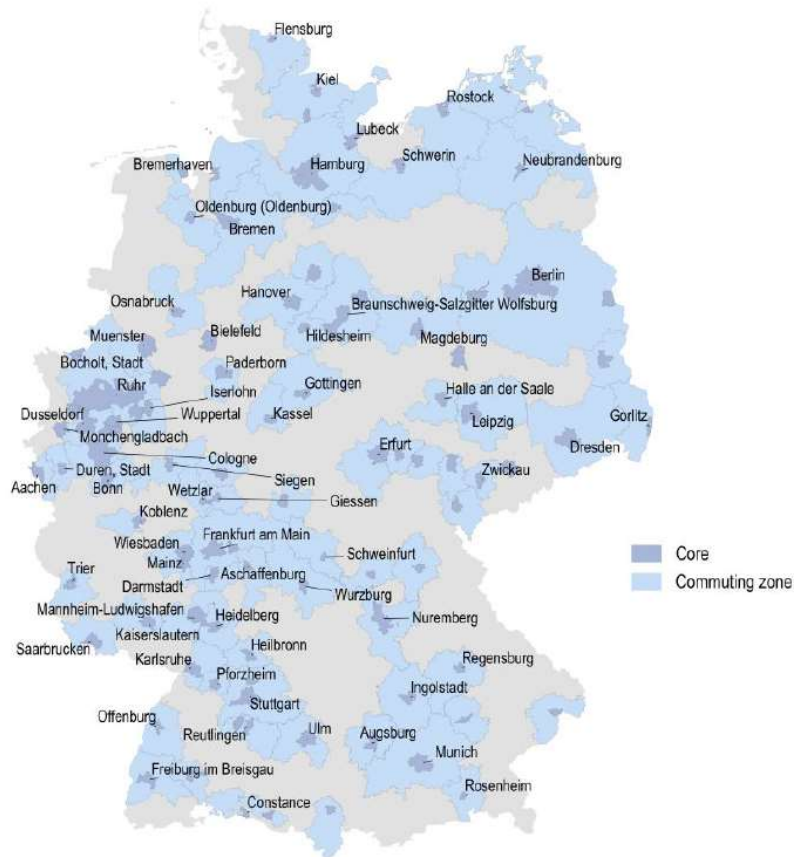 Flensburg
Kiel
Rostock
Lubeck
Schwerin
Hamburg
Bremerhaven
Neubrandenburg
Oldenburg (Oldenburg)
Bremen
Berlin
Hanover
Osnabruck
Braunschweig-Salzgitter Wolfsburg
Muenster
Bielefeld
Hildesheim
Magdeburg
Bocholt, Stadt
Paderborn
Ruhr
Iserlohn
Gottingen
Halle an der Saale
Dusseldorf
Wuppertal
Kassel
Leipzig
Gorlitz
Monchengladbach
Erfurt
Dresden
Cologne
Duren, Stadt
Siegen
Zwickau
Aachen
Bonn
Wetzlar
Giessen
Koblenz
Wiesbaden
Frankfurt am Main
Schweinfurt
Core
Mainz
Trier
Aschaffenburg
Commuting zone
Darmstadt
Wurzburg
Mannheim-Ludwigshafen
Heidelberg
Nuremberg
Kaiserslautern
Saarbrucken
Heilbronn
Karlsruhe
Regensburg
Pforzheim
Ingolstadt
Stuttgart
Offenburg
Reutlingen
Ulm
Augsburg
Munich
Freiburg im Breisgau
Rosenheim
Constance